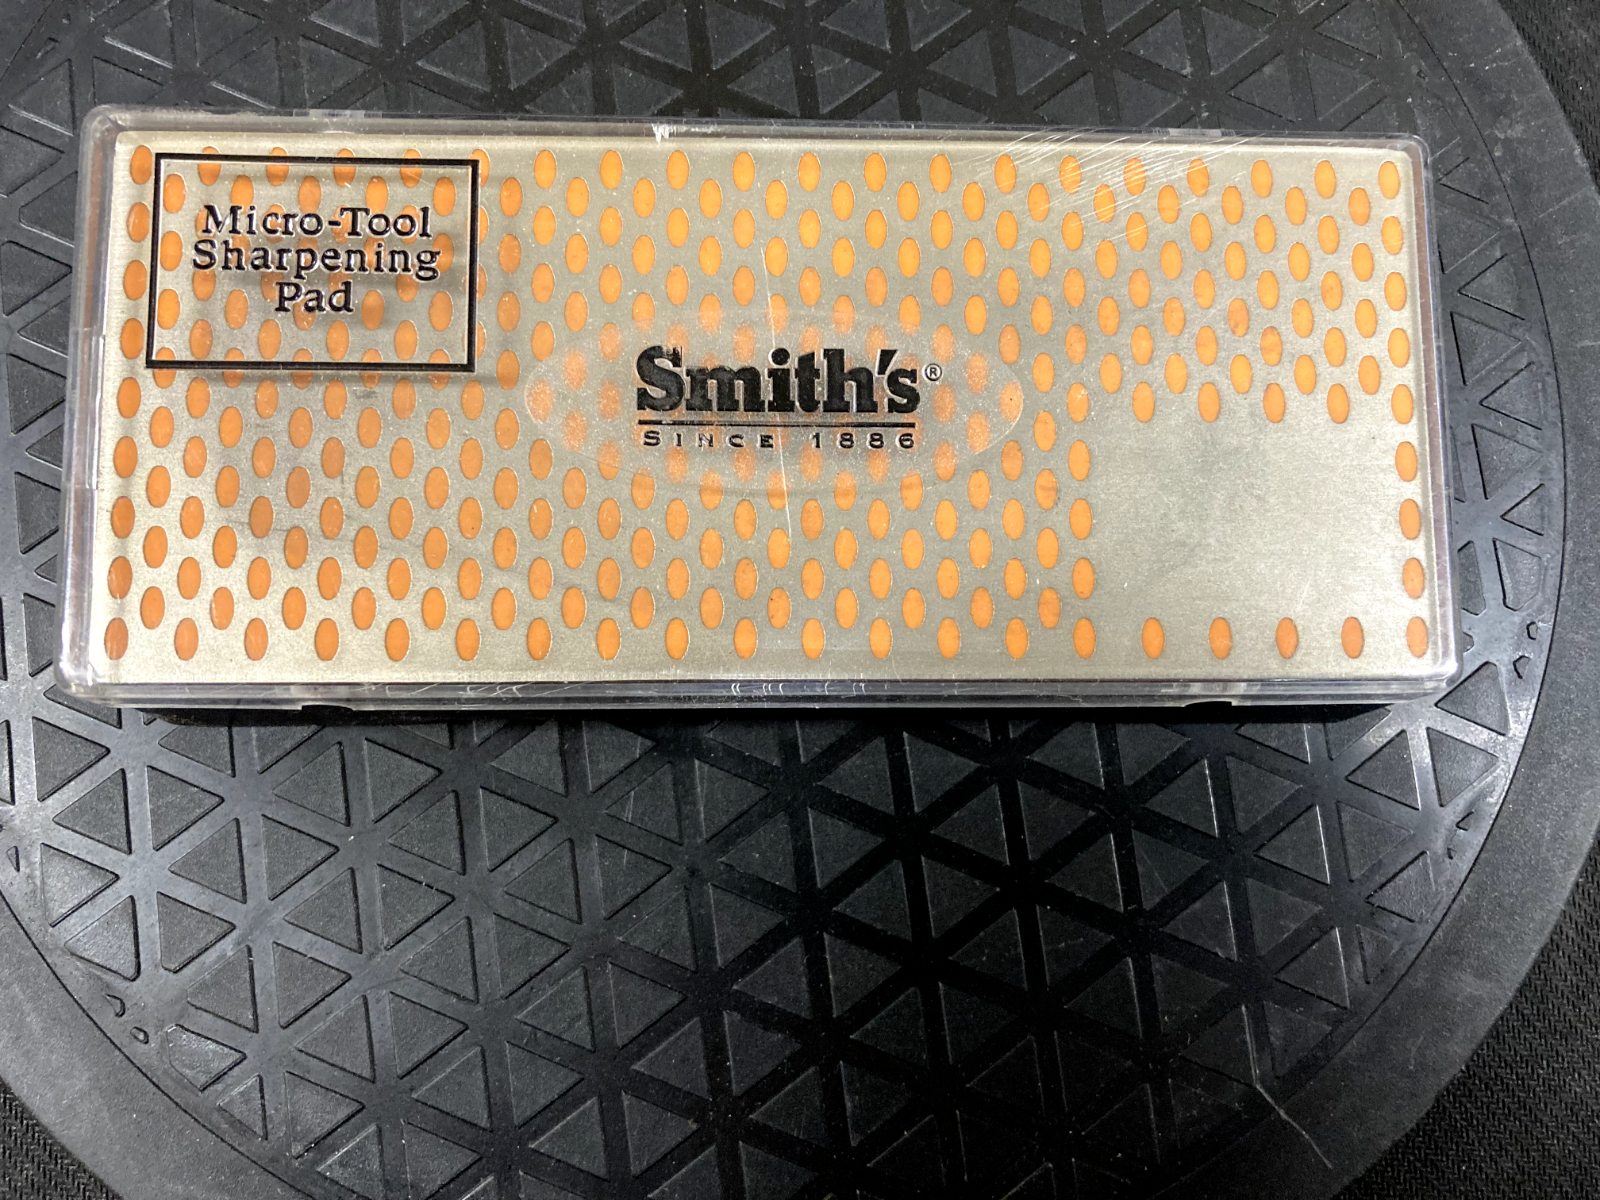 Micro-Tool
Sharpening
Pad
Smith's®
SINCE 1886